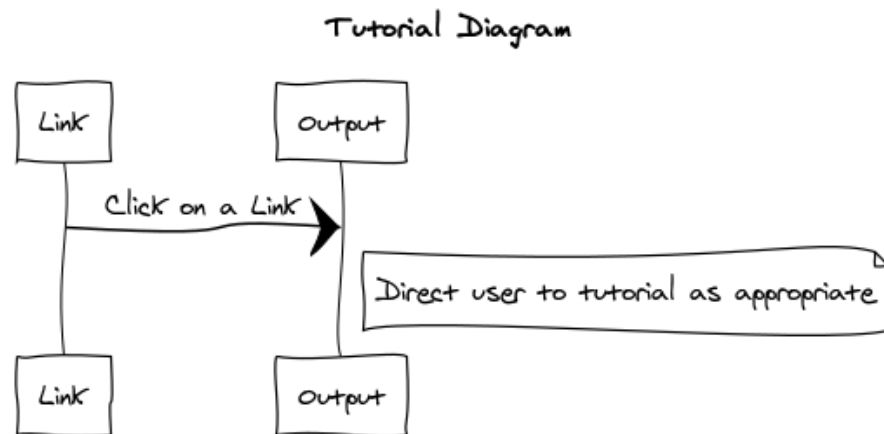 Tutorial Diagram
Link
Output
Click on a Link
Direct user to tutorial as appropriate
Link
Output